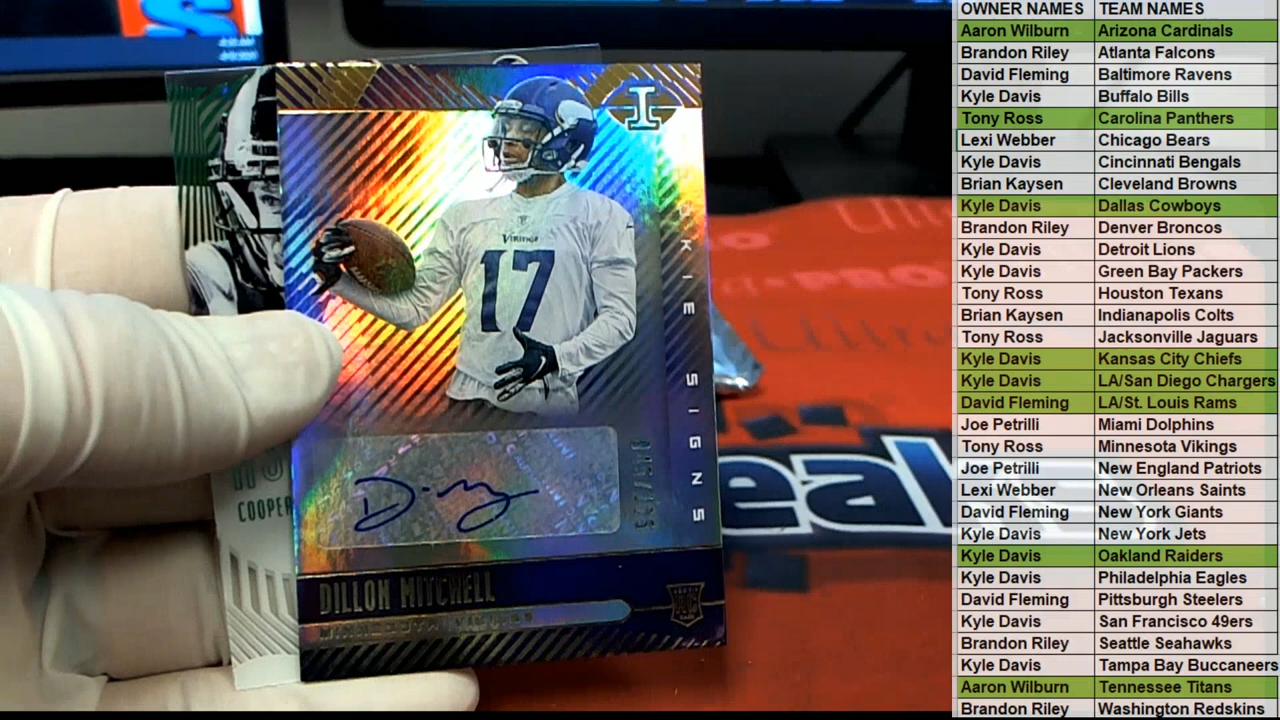 I
VIKINGS
17
ROOKIE SIGNS
DILLON MITCHELL
MINNESOTA VIKINGS
COOPER
eal
OWNER NAMES TEAM NAMES
Aaron Wilburn Arizona Cardinals
Brandon Riley Atlanta Falcons
David Fleming Baltimore Ravens
Kyle Davis Buffalo Bills
Tony Ross Carolina Panthers
Lexi Webber Chicago Bears
Kyle Davis Cincinnati Bengals
Brian Kaysen Cleveland Browns
Kyle Davis Dallas Cowboys
Brandon Riley Denver Broncos
Kyle Davis Detroit Lions
Kyle Davis Green Bay Packers
Tony Ross Houston Texans
Brian Kaysen Indianapolis Colts
Tony Ross Jacksonville Jaguars
Kyle Davis Kansas City Chiefs
Kyle Davis LA/San Diego Chargers
David Fleming LA/St. Louis Rams
Joe Petrilli Miami Dolphins
Tony Ross Minnesota Vikings
Joe Petrilli New England Patriots
Lexi Webber New Orleans Saints
David Fleming New York Giants
Kyle Davis New York Jets
Kyle Davis Oakland Raiders
Kyle Davis Philadelphia Eagles
David Fleming Pittsburgh Steelers
Kyle Davis San Francisco 49ers
Brandon Riley Seattle Seahawks
Kyle Davis Tampa Bay Buccaneers
Aaron Wilburn Tennessee Titans
Brandon Riley Washington Redskins